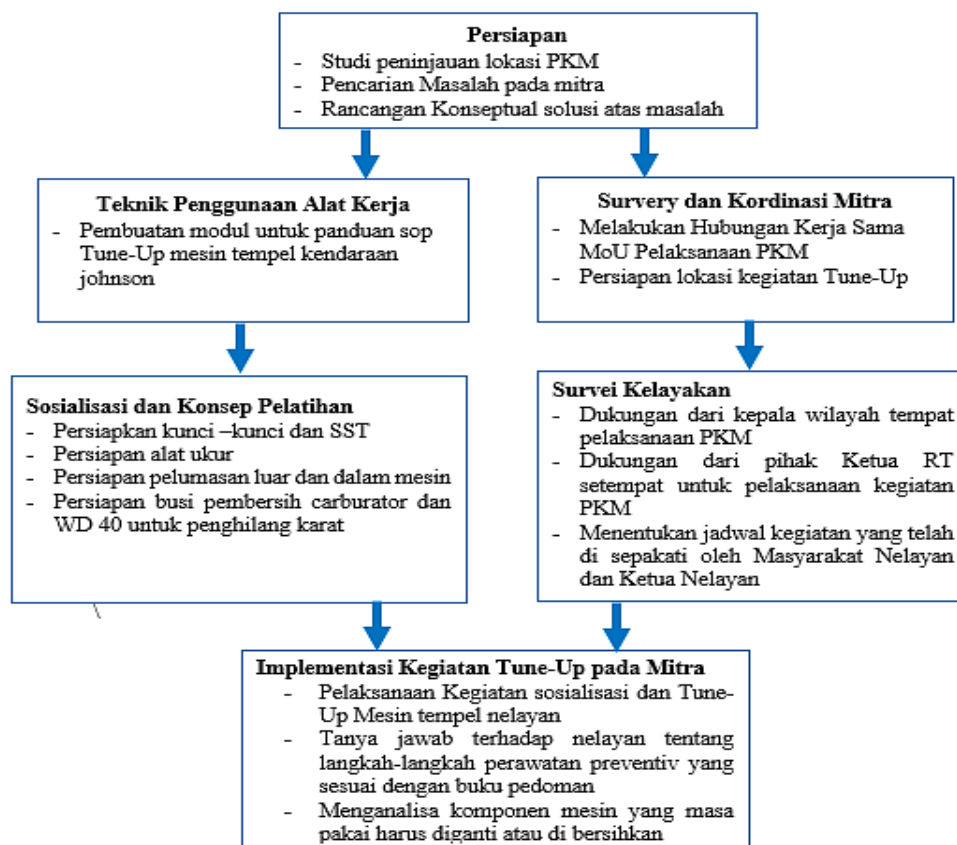 Persiapan
- Studi peninjauan lokasi PKM
- Pencarian Masalah pada mitra
- Rancangan Konseptual solusi atas masalah
Teknik Penggunaan Alat Kerja
- Pembuatan modul untuk panduan sop
Tune-Up mesin tempel kendaraan
johnson
Survery dan Kordinasi Mitra
- Melakukan Hubungan Kerja Sama
MoU Pelaksanaan PKM
- Persiapan lokasi kegiatan Tune-Up
Sosialisasi dan Konsep Pelatihan
- Persiapkan kunci –kunci dan SST
- Persiapan alat ukur
- Persiapan pelumasan luar dan dalam mesin
- Persiapan busi pembersih carburator dan
WD 40 untuk penghilang karat
Survei Kelayakan
- Dukungan dari kepala wilayah tempat
pelaksanaan PKM
- Dukungan dari pihak Ketua RT
setempat untuk pelaksanaan kegiatan
PKM
- Menentukan jadwal kegiatan yang telah
di sepakati oleh Masyarakat Nelayan
dan Ketua Nelayan
Implementasi Kegiatan Tune-Up pada Mitra
- Pelaksanaan Kegiatan sosialisasi dan Tune-
Up Mesin tempel nelayan
- Tanya jawab terhadap nelayan tentang
langkah-langkah perawatan preventiv yang
sesuai dengan buku pedoman
- Menganalisa komponen mesin yang masa
pakai harus diganti atau di bersihkan